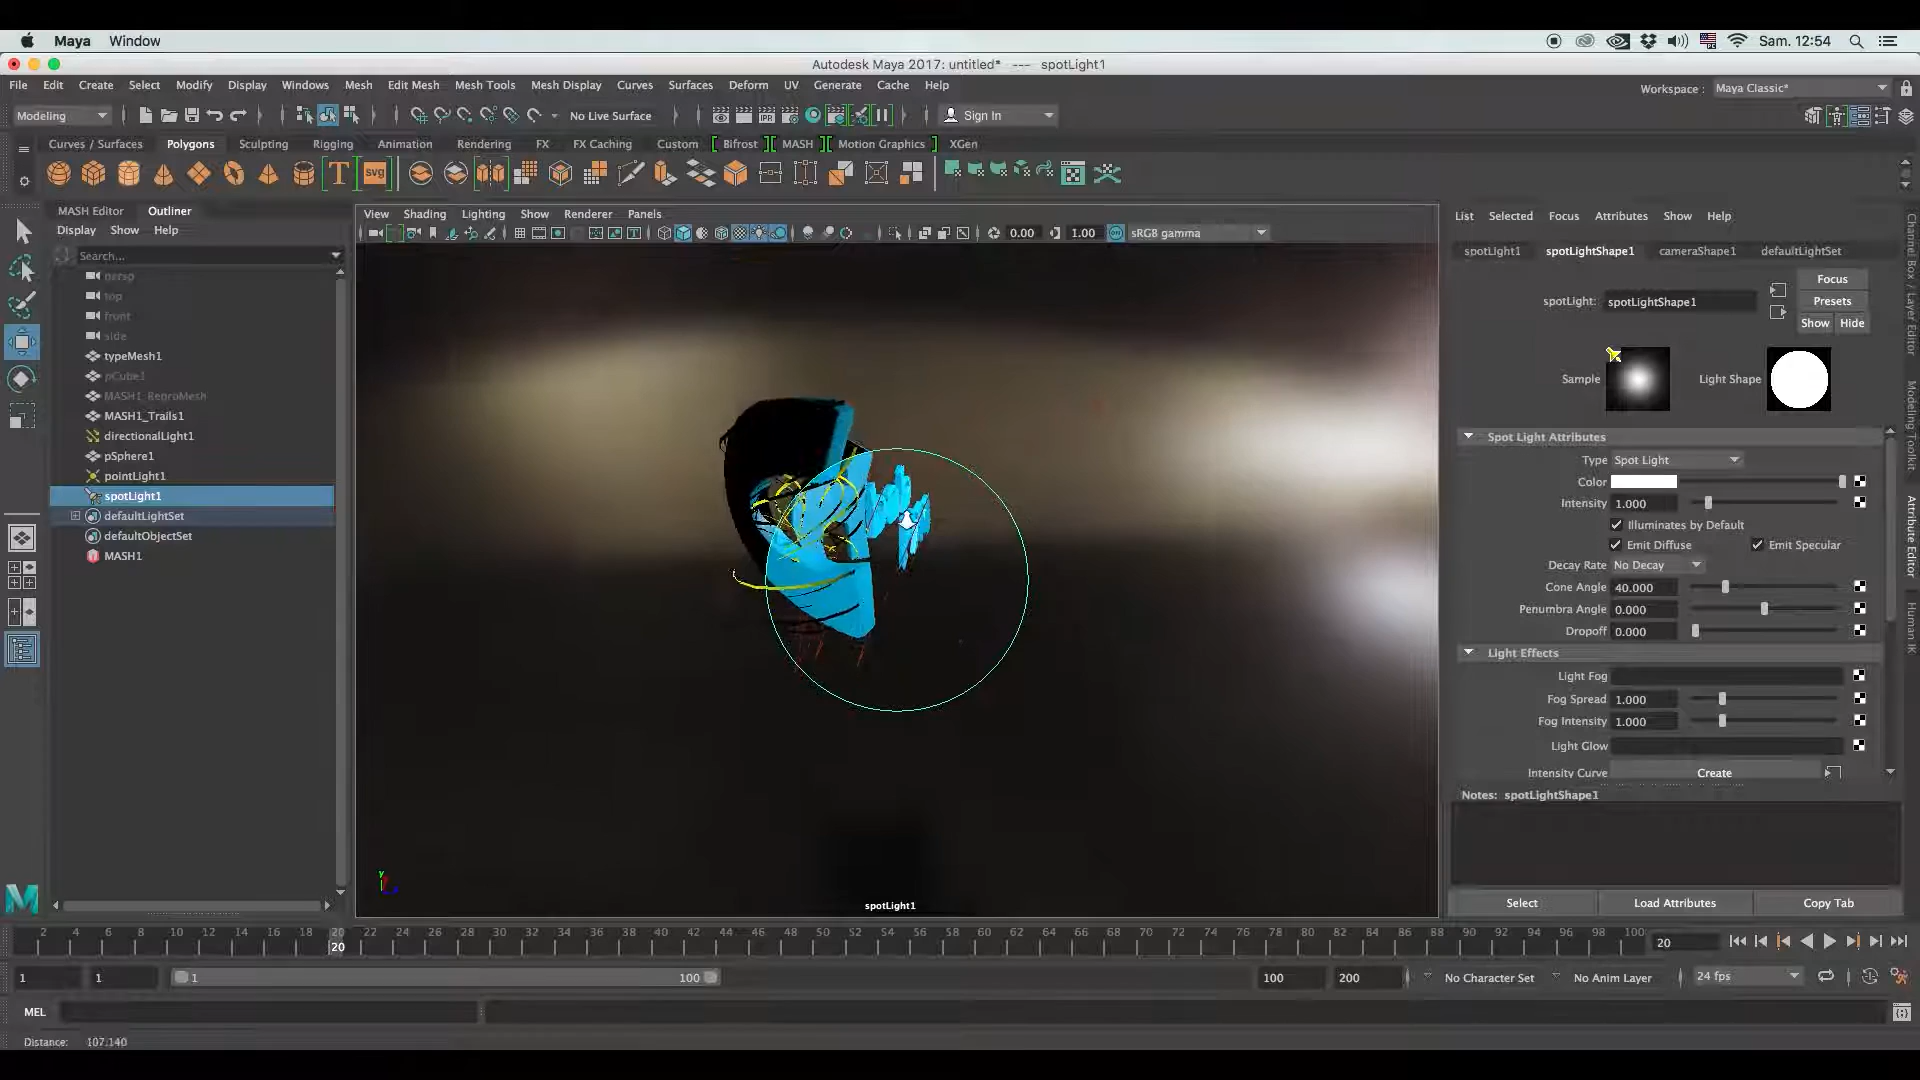 Maya Window Sam. 12:54
Autodesk Maya 2017: untitled* --- spotLight1
File Edit Create Select Modify Display Windows Mesh Edit Mesh Mesh Tools Mesh Display Curves Surfaces Deform UV Generate Cache Help Workspace : Maya Classic*
Modeling No Live Surface Sign In
Curves / Surfaces Polygons Sculpting Rigging Animation Rendering FX FX Caching Custom Bifrost MASH Motion Graphics XGen
T svg
MASH Editor Outliner
Display Show Help
Search...
persp
top
front
side
typeMesh1
pCube1
MASH1_ReproMesh
MASH1_Trails1
directionalLight1
pSphere1
pointLight1
spotLight1
defaultLightSet
defaultObjectSet
MASH1
View Shading Lighting Show Renderer Panels
0.00 1.00 sRGB gamma
y
spotLight1
List Selected Focus Attributes Show Help
spotLight1 spotLightShape1 cameraShape1 defaultLightSet
Focus
Presets
Show Hide
spotLight: spotLightShape1
Sample Light Shape
Spot Light Attributes
Type Spot Light
Color
Intensity 1.000
Illuminates by Default
Emit Diffuse Emit Specular
Decay Rate No Decay
Cone Angle 40.000
Penumbra Angle 0.000
Dropoff 0.000
Light Effects
Light Fog
Fog Spread 1.000
Fog Intensity 1.000
Light Glow
Intensity Curve Create
Notes: spotLightShape1
Select Load Attributes Copy Tab
Channel Box / Layer Editor
Modeling Toolkit
Attribute Editor
Human IK
2 4 6 8 10 12 14 16 18 20 22 24 26 28 30 32 34 36 38 40 42 44 46 48 50 52 54 56 58 60 62 64 66 68 70 72 74 76 78 80 82 84 86 88 90 92 94 96 98 100
20 20
1 1 1 100 100 200 No Character Set No Anim Layer 24 fps
MEL
Distance: 107.140